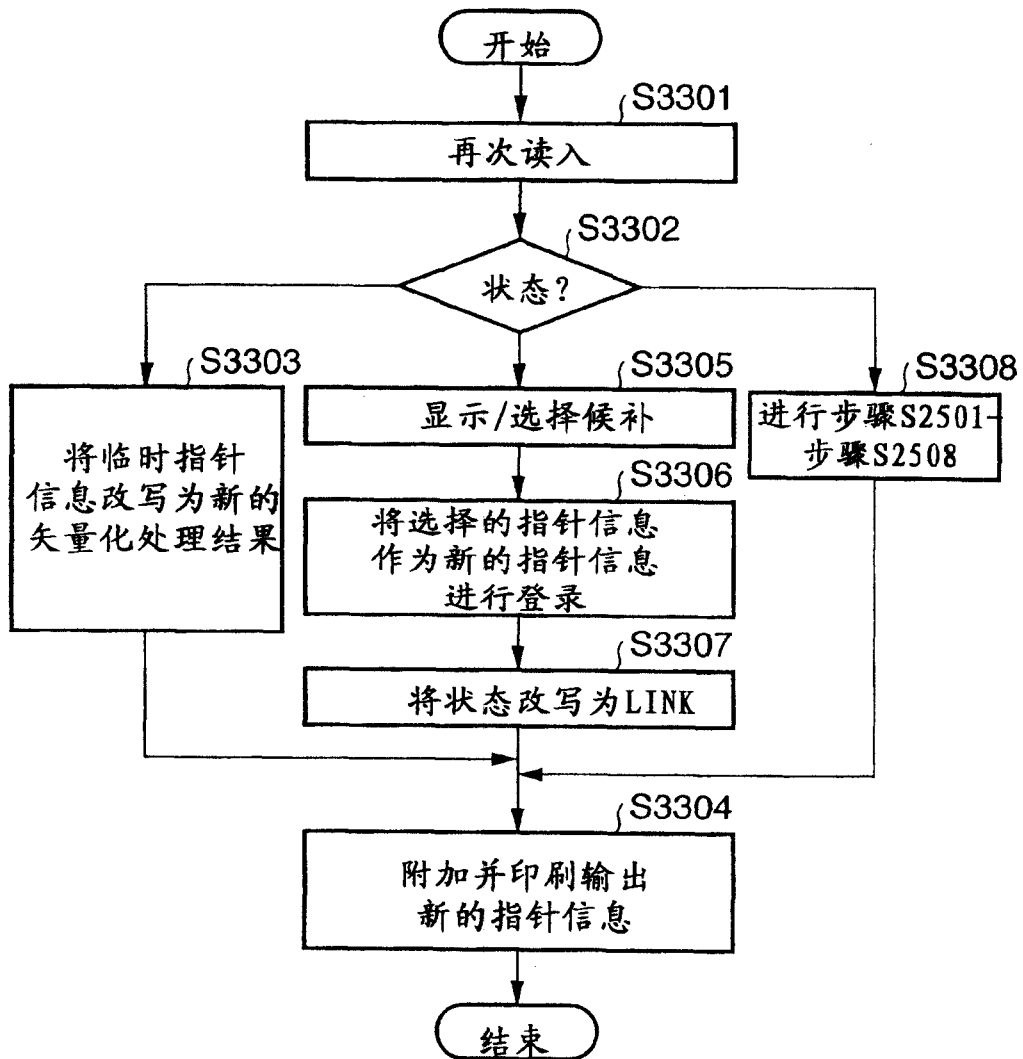 开始
S3301
再次读入
S3302
状态？
S3303
将临时指针
信息改写为新的
矢量化处理结果
S3305
显示/选择候补
S3306
将选择的指针信息
作为新的指针信息
进行登录
S3307
将状态改写为LINK
S3308
进行步骤S2501-
步骤S2508
S3304
附加并印刷输出
新的指针信息
结束